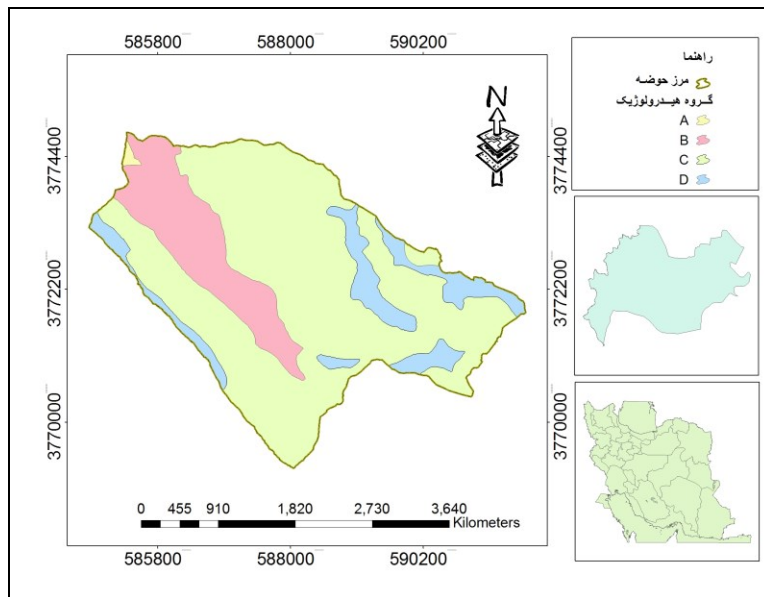 585800 588000 590200
N
3774400 3774400
3772200 3772200
3770000 3770000
0 455 910 1,820 2,730 3,640
Kilometers
585800 588000 590200
راهنما
مرز حوضه
گروه هیدرولوژیک
A
B
C
D